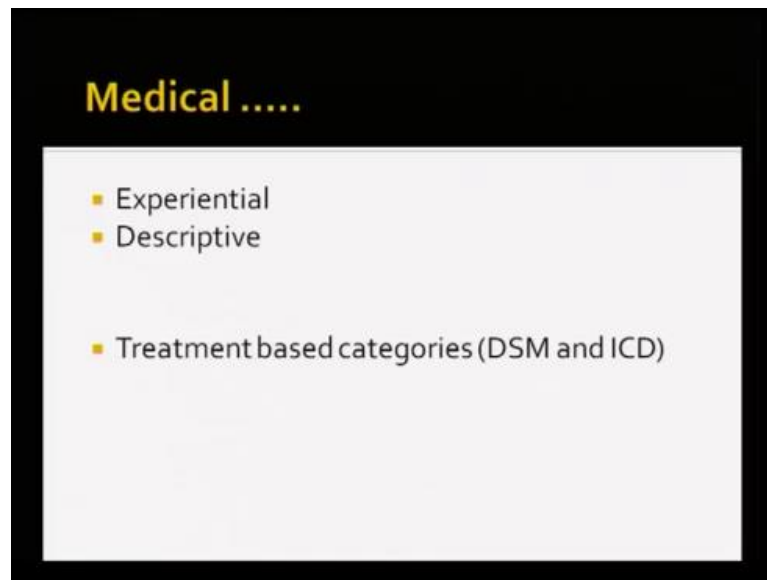 Medical .....
Experiential
Descriptive
Treatment based categories (DSM and ICD)